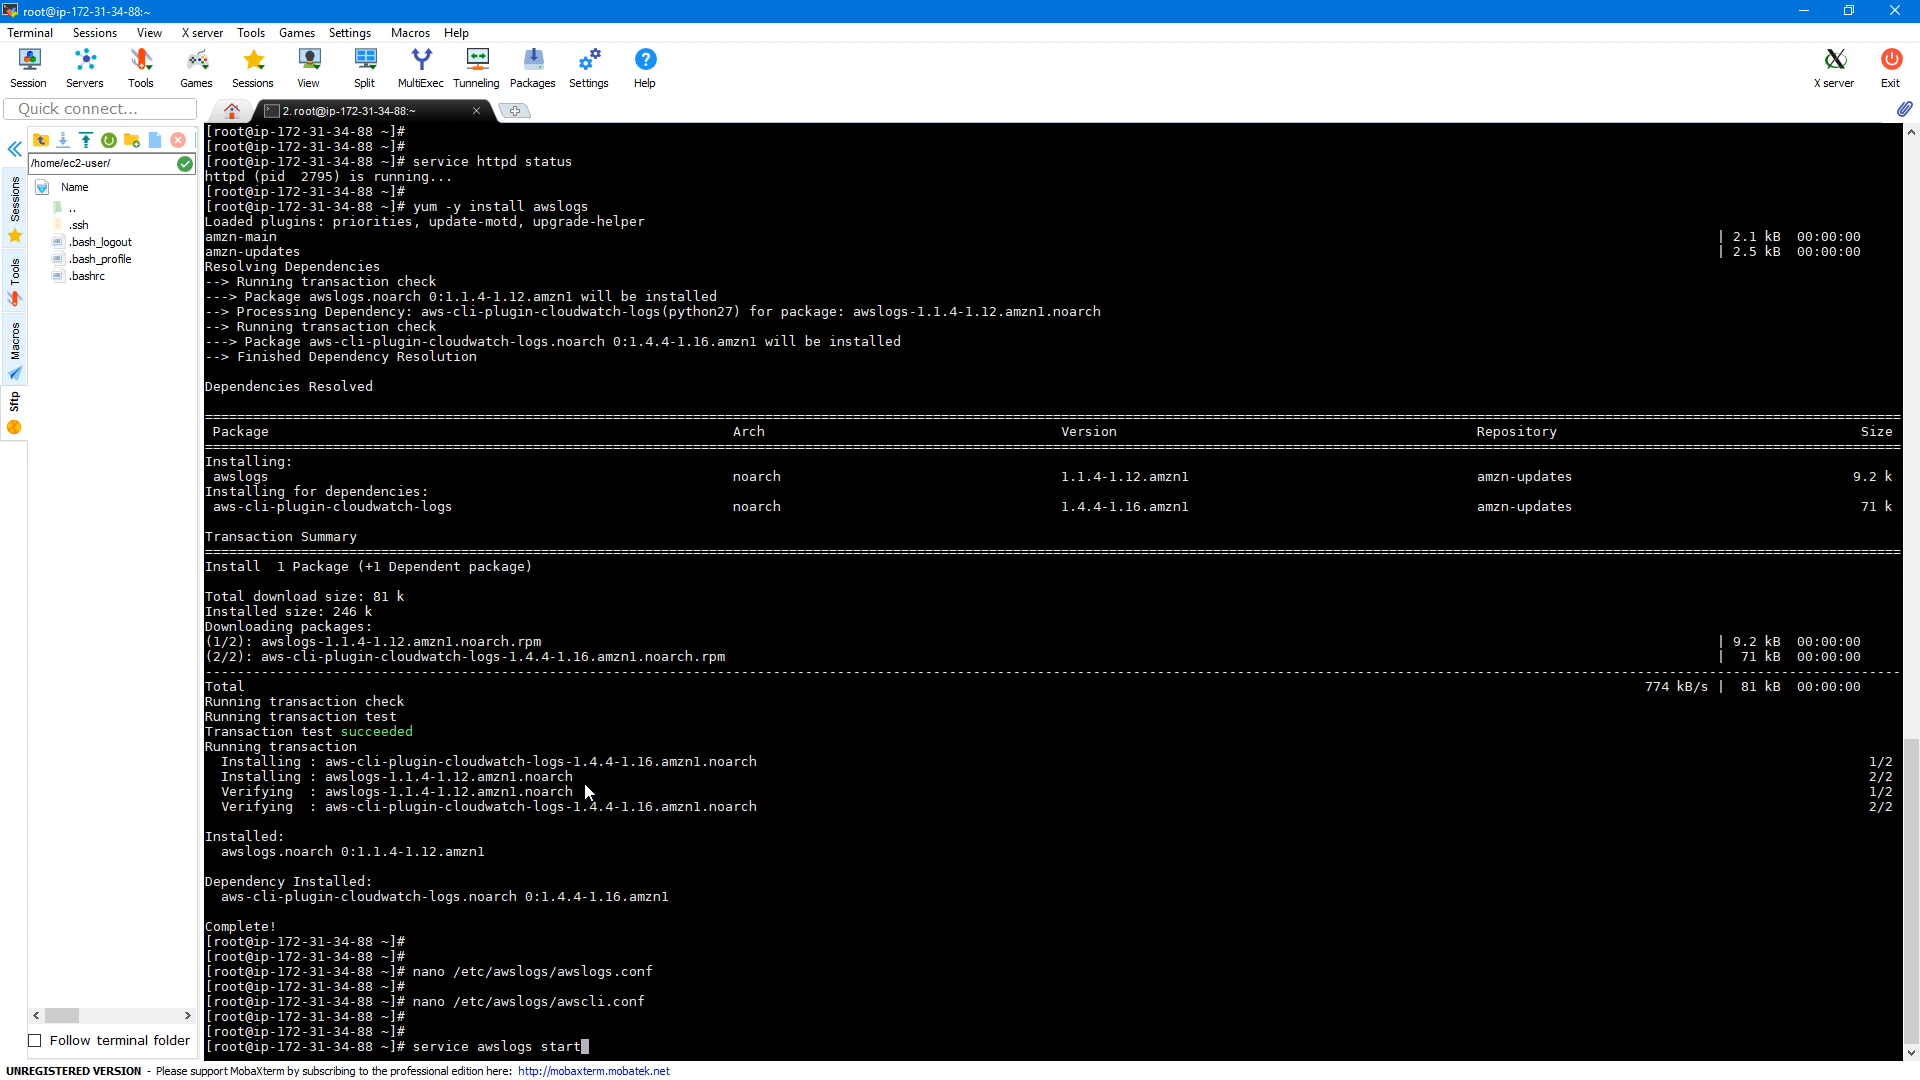 root@ip-172-31-34-88:~
Terminal Sessions View X server Tools Games Settings Macros Help
Session Servers Tools Games Sessions View Split MultiExec Tunneling Packages Settings Help X server Exit
Quick connect...
2. root@ip-172-31-34-88:~
/home/ec2-user/
Name
..
.ssh
.bash_logout
.bash_profile
.bashrc
Sessions
Tools
Macros
Sftp
Follow terminal folder
[root@ip-172-31-34-88 ~]#
[root@ip-172-31-34-88 ~]#
[root@ip-172-31-34-88 ~]# service httpd status
httpd (pid  2795) is running...
[root@ip-172-31-34-88 ~]#
[root@ip-172-31-34-88 ~]# yum -y install awslogs
Loaded plugins: priorities, update-motd, upgrade-helper
amzn-main | 2.1 kB  00:00:00
amzn-updates | 2.5 kB  00:00:00
Resolving Dependencies
--> Running transaction check
---> Package awslogs.noarch 0:1.1.4-1.12.amzn1 will be installed
--> Processing Dependency: aws-cli-plugin-cloudwatch-logs(python27) for package: awslogs-1.1.4-1.12.amzn1.noarch
--> Running transaction check
---> Package aws-cli-plugin-cloudwatch-logs.noarch 0:1.4.4-1.16.amzn1 will be installed
--> Finished Dependency Resolution
Dependencies Resolved
Package Arch Version Repository Size
Installing:
awslogs noarch 1.1.4-1.12.amzn1 amzn-updates 9.2 k
Installing for dependencies:
aws-cli-plugin-cloudwatch-logs noarch 1.4.4-1.16.amzn1 amzn-updates 71 k
Transaction Summary
Install  1 Package (+1 Dependent package)
Total download size: 81 k
Installed size: 246 k
Downloading packages:
(1/2): awslogs-1.1.4-1.12.amzn1.noarch.rpm | 9.2 kB  00:00:00
(2/2): aws-cli-plugin-cloudwatch-logs-1.4.4-1.16.amzn1.noarch.rpm |  71 kB  00:00:00
Total 774 kB/s |  81 kB  00:00:00
Running transaction check
Running transaction test
Transaction test succeeded
Running transaction
Installing : aws-cli-plugin-cloudwatch-logs-1.4.4-1.16.amzn1.noarch 1/2
Installing : awslogs-1.1.4-1.12.amzn1.noarch 2/2
Verifying  : awslogs-1.1.4-1.12.amzn1.noarch 1/2
Verifying  : aws-cli-plugin-cloudwatch-logs-1.4.4-1.16.amzn1.noarch 2/2
Installed:
awslogs.noarch 0:1.1.4-1.12.amzn1
Dependency Installed:
aws-cli-plugin-cloudwatch-logs.noarch 0:1.4.4-1.16.amzn1
Complete!
[root@ip-172-31-34-88 ~]#
[root@ip-172-31-34-88 ~]#
[root@ip-172-31-34-88 ~]# nano /etc/awslogs/awslogs.conf
[root@ip-172-31-34-88 ~]#
[root@ip-172-31-34-88 ~]# nano /etc/awslogs/awscli.conf
[root@ip-172-31-34-88 ~]#
[root@ip-172-31-34-88 ~]#
[root@ip-172-31-34-88 ~]# service awslogs start
UNREGISTERED VERSION - Please support MobaXterm by subscribing to the professional edition here: http://mobaxterm.mobatek.net